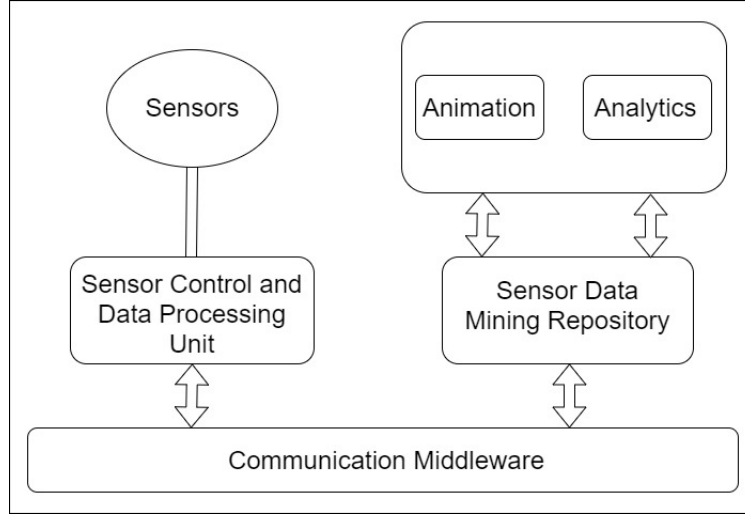 Sensors
Animation
Analytics
Sensor Control and
Data Processing
Unit
Sensor Data
Mining Repository
Communication Middleware